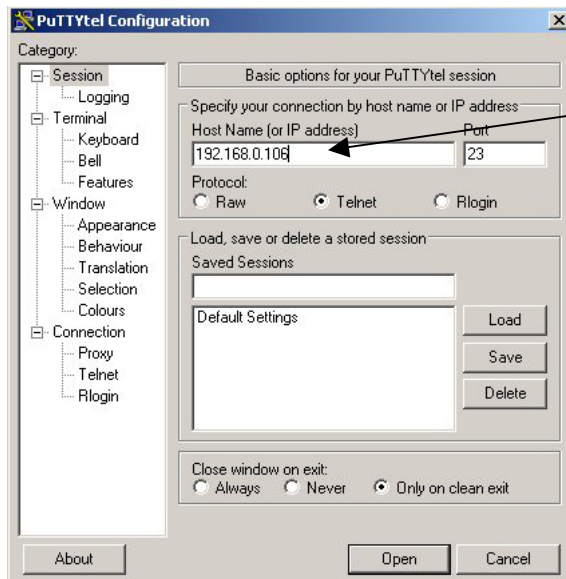 PuTTYtel Configuration
Category:
Session
Logging
Terminal
Keyboard
Bell
Features
Window
Appearance
Behaviour
Translation
Selection
Colours
Connection
Proxy
Telnet
Rlogin
Basic options for your PuTTYtel session
Specify your connection by host name or IP address
Host Name (or IP address) Port
192.168.0.106 23
Protocol:
Raw Telnet Rlogin
Load, save or delete a stored session
Saved Sessions
Default Settings
Load
Save
Delete
Close window on exit:
Always Never Only on clean exit
About Open Cancel